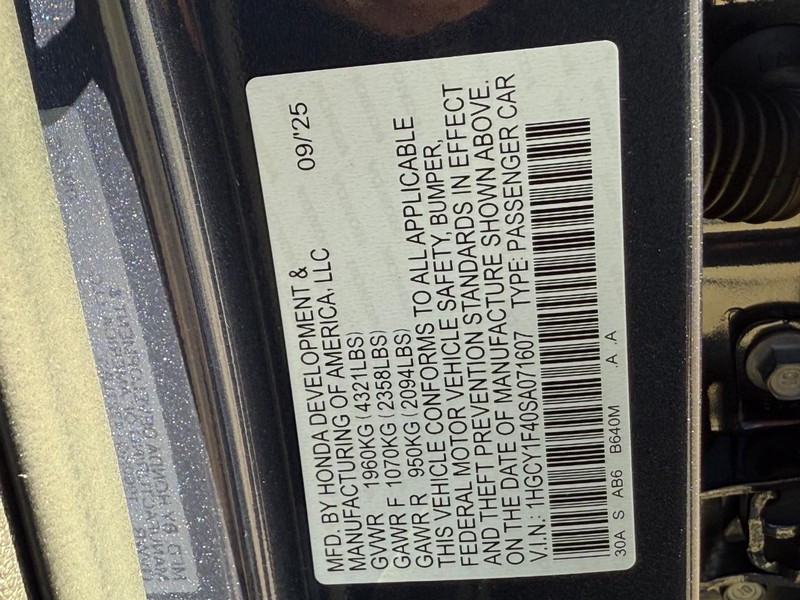 MFD. BY HONDA DEVELOPMENT &
MANUFACTURING OF AMERICA, LLC 09/'25
GVWR 1960KG (4321LBS)
GAWR F 1070KG (2358LBS)
GAWR R 950KG (2094LBS)
THIS VEHICLE CONFORMS TO ALL APPLICABLE
FEDERAL MOTOR VEHICLE SAFETY, BUMPER,
AND THEFT PREVENTION STANDARDS IN EFFECT
ON THE DATE OF MANUFACTURE SHOWN ABOVE.
V.I.N.: 1HGCY1F40SA071607 TYPE: PASSENGER CAR
30A S AB6 B640M .A .A